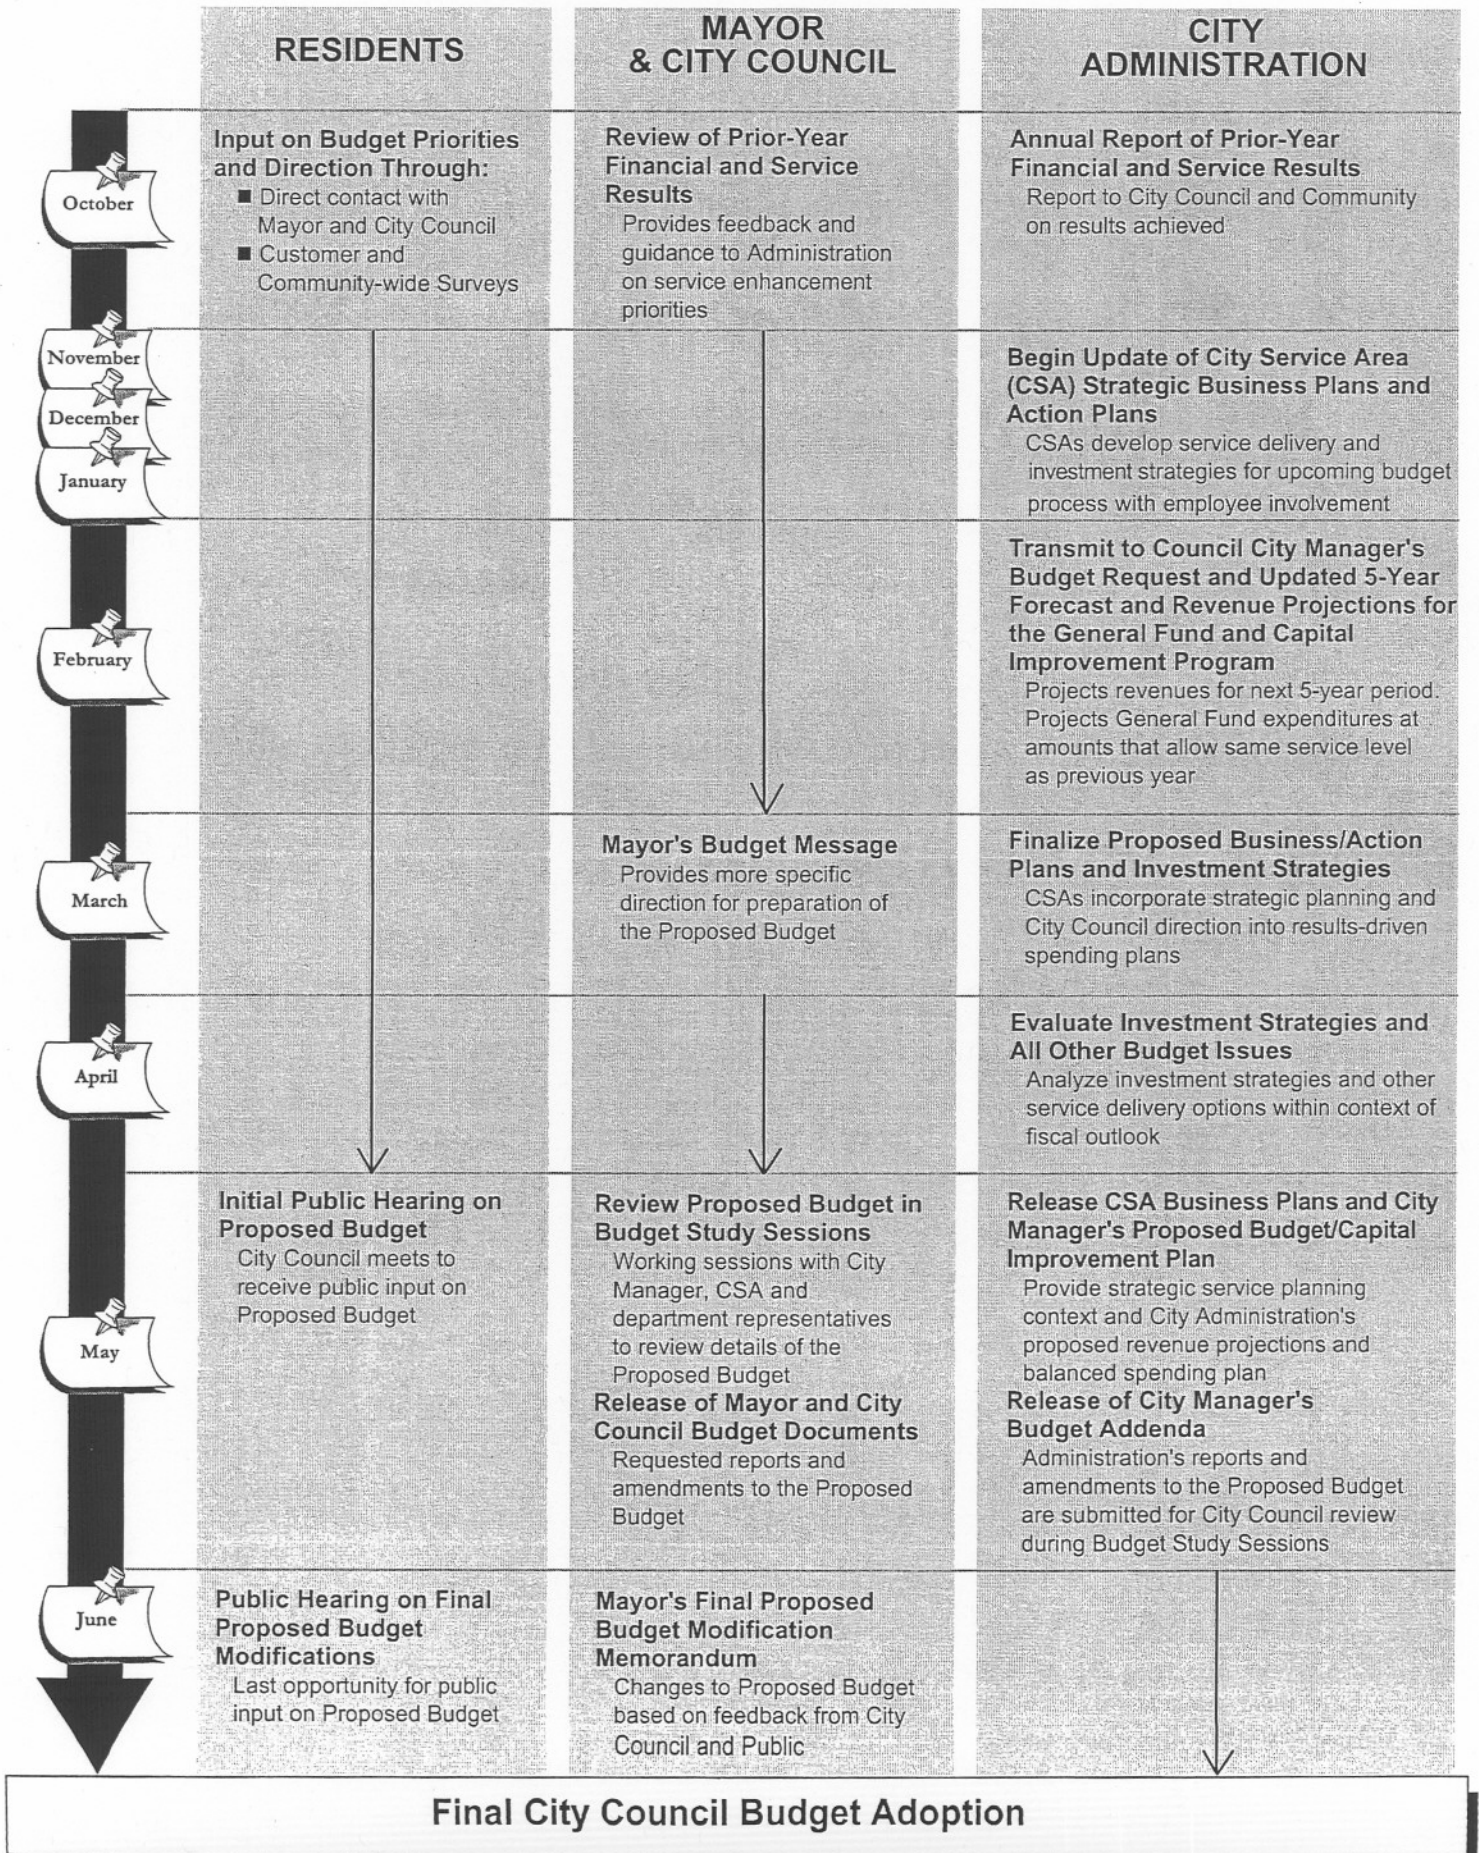 RESIDENTS
MAYOR
& CITY COUNCIL
CITY
ADMINISTRATION
October
Input on Budget Priorities
and Direction Through:
■ Direct contact with
Mayor and City Council
■ Customer and
Community-wide Surveys
Review of Prior-Year
Financial and Service
Results
Provides feedback and
guidance to Administration
on service enhancement
priorities
Annual Report of Prior-Year
Financial and Service Results
Report to City Council and Community
on results achieved
November
December
January
Begin Update of City Service Area
(CSA) Strategic Business Plans and
Action Plans
CSAs develop service delivery and
investment strategies for upcoming budget
process with employee involvement
February
Transmit to Council City Manager's
Budget Request and Updated 5-Year
Forecast and Revenue Projections for
the General Fund and Capital
Improvement Program
Projects revenues for next 5-year period.
Projects General Fund expenditures at
amounts that allow same service level
as previous year
March
Mayor's Budget Message
Provides more specific
direction for preparation of
the Proposed Budget
Finalize Proposed Business/Action
Plans and Investment Strategies
CSAs incorporate strategic planning and
City Council direction into results-driven
spending plans
April
Evaluate Investment Strategies and
All Other Budget Issues
Analyze investment strategies and other
service delivery options within context of
fiscal outlook
May
Initial Public Hearing on
Proposed Budget
City Council meets to
receive public input on
Proposed Budget
Review Proposed Budget in
Budget Study Sessions
Working sessions with City
Manager, CSA and
department representatives
to review details of the
Proposed Budget
Release of Mayor and City
Council Budget Documents
Requested reports and
amendments to the Proposed
Budget
Release CSA Business Plans and City
Manager's Proposed Budget/Capital
Improvement Plan
Provide strategic service planning
context and City Administration's
proposed revenue projections and
balanced spending plan
Release of City Manager's
Budget Addenda
Administration's reports and
amendments to the Proposed Budget
are submitted for City Council review
during Budget Study Sessions
June
Public Hearing on Final
Proposed Budget
Modifications
Last opportunity for public
input on Proposed Budget
Mayor's Final Proposed
Budget Modification
Memorandum
Changes to Proposed Budget
based on feedback from City
Council and Public
Final City Council Budget Adoption